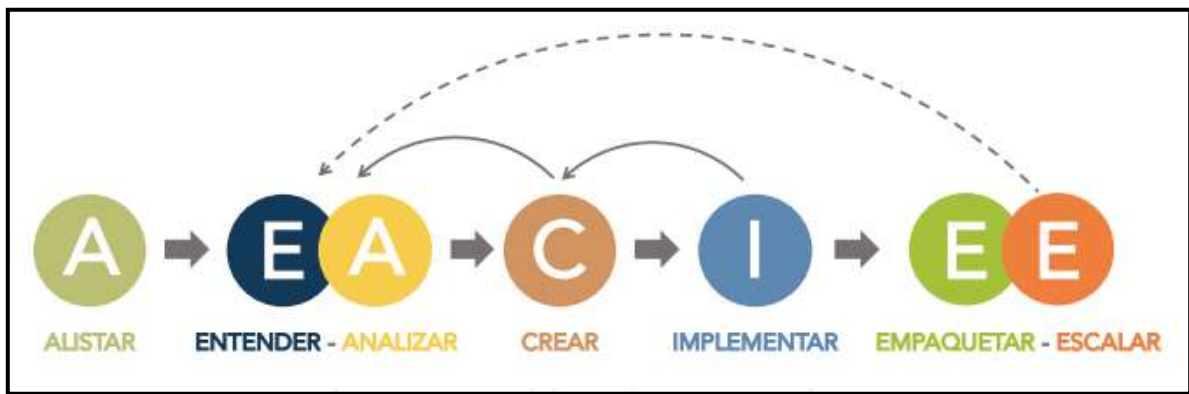 A E A C I E E
ALISTAR ENTENDER - ANALIZAR CREAR IMPLEMENTAR EMPAQUETAR - ESCALAR